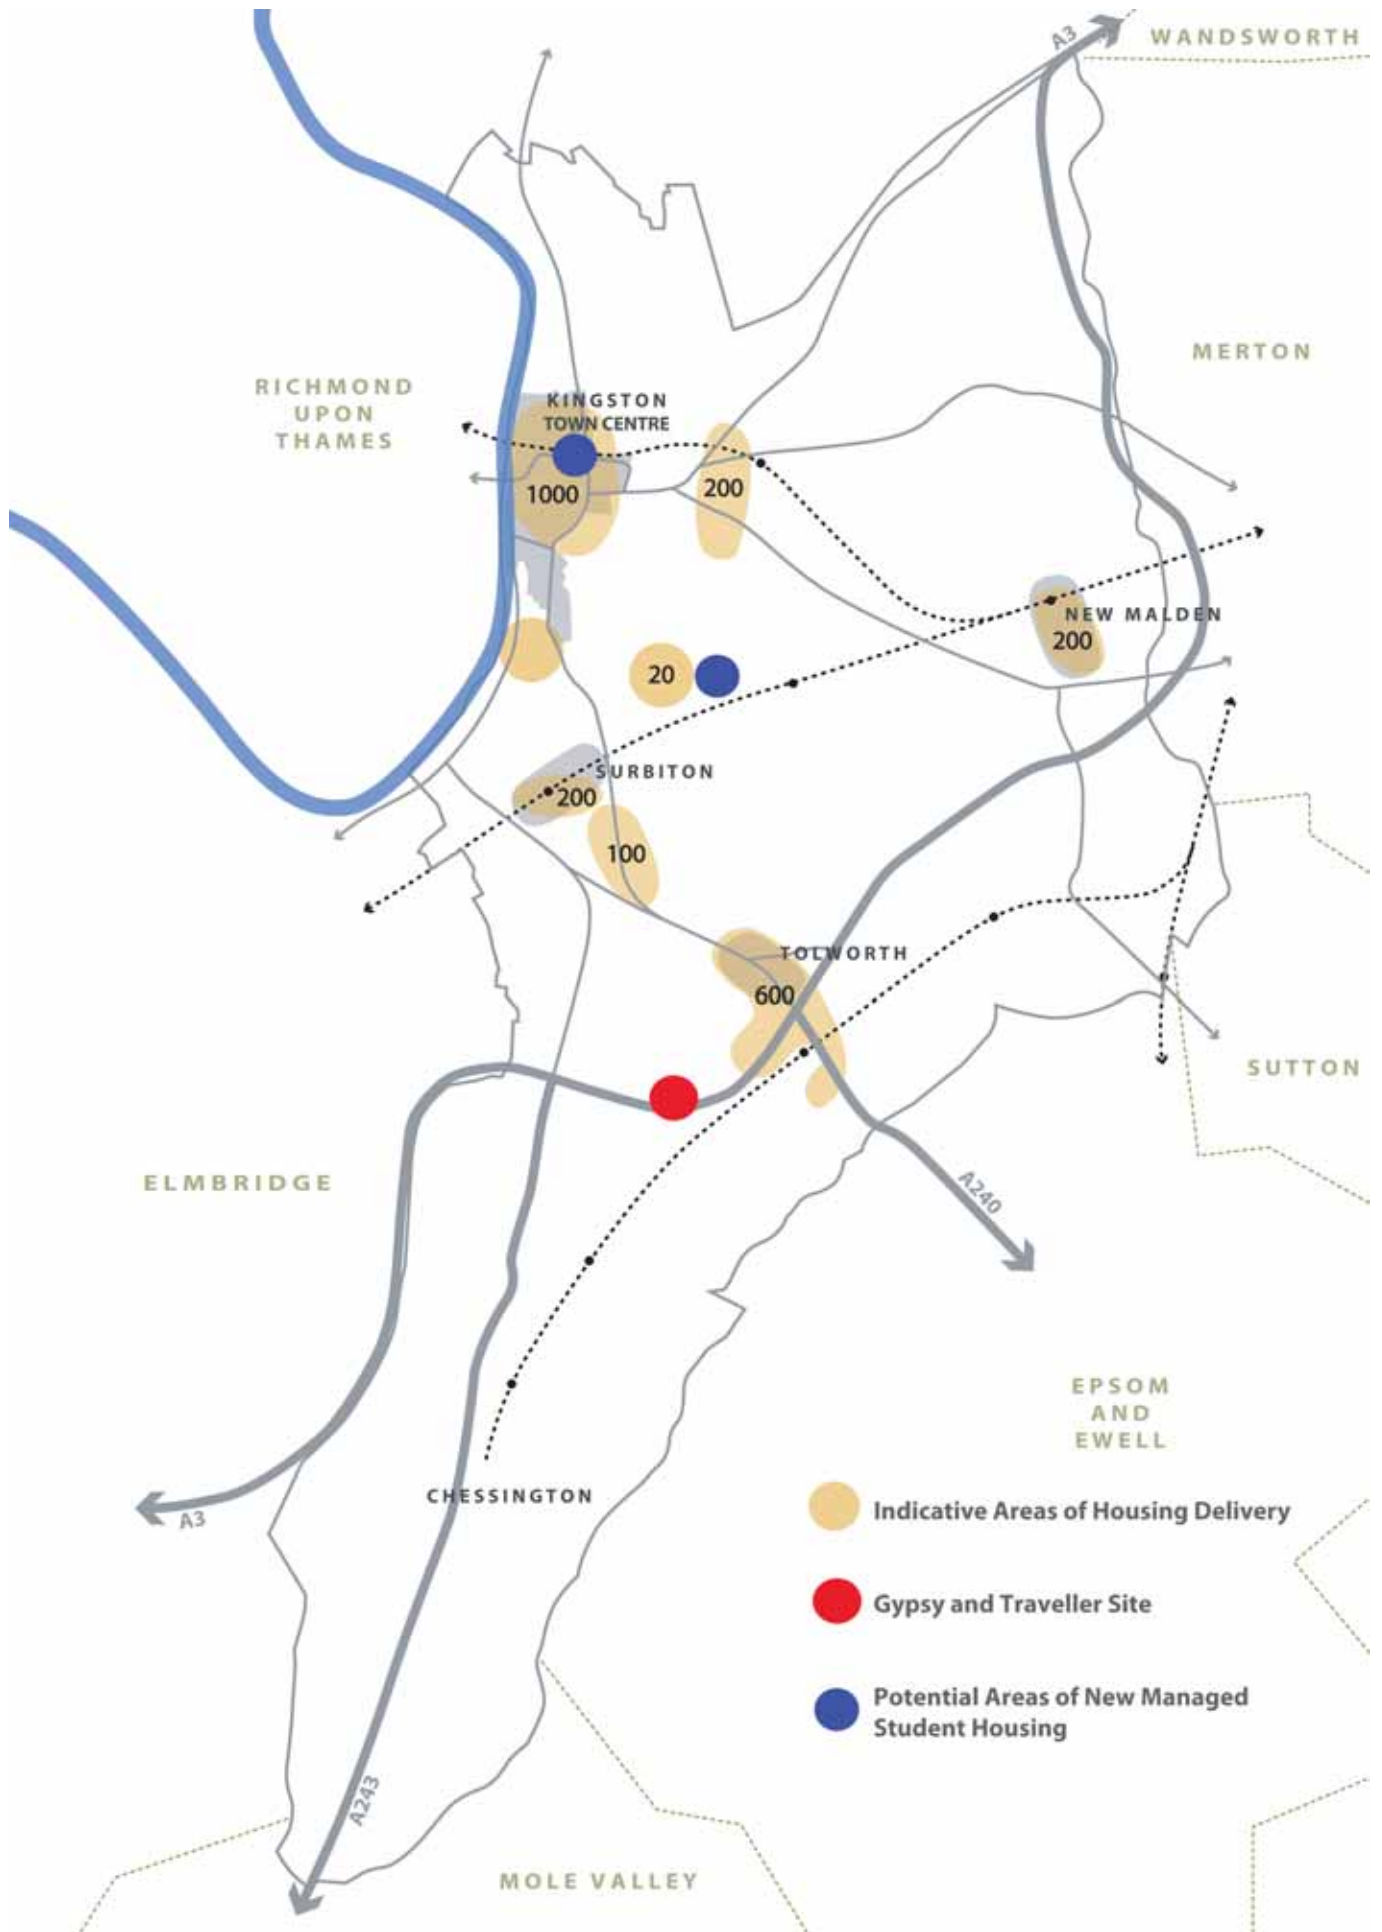 A3
WANDSWORTH
MERTON
RICHMOND
UPON
THAMES
KINGSTON
TOWN CENTRE
1000
200
NEW MALDEN
200
20
SURBITON
200
100
TOLWORTH
600
SUTTON
ELMBRIDGE
A240
EPSOM
AND
EWELL
CHESSINGTON
A3
Indicative Areas of Housing Delivery
Gypsy and Traveller Site
Potential Areas of New Managed
Student Housing
A243
MOLE VALLEY